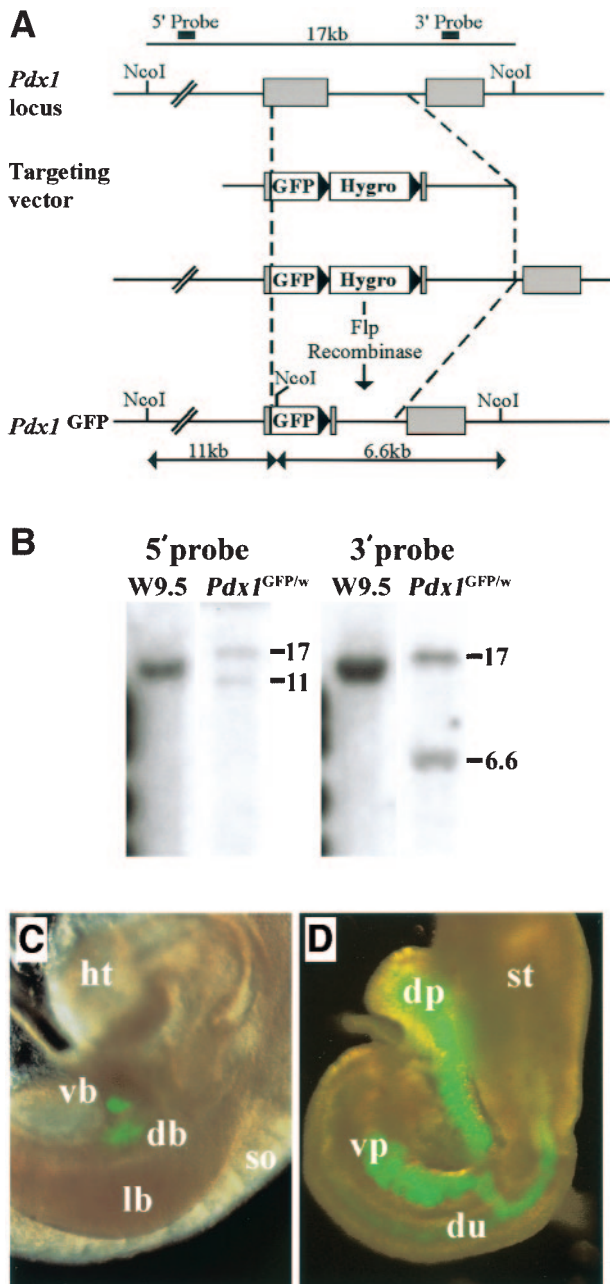 A
5' Probe 3' Probe
17kb
Pdx1 locus
NcoI NcoI
Targeting vector
GFP Hygro
GFP Hygro
Flp Recombinase
NcoI NcoI NcoI
Pdx1 GFP
GFP
11kb 6.6kb
B
5'probe 3'probe
W9.5 Pdx1GFP/w W9.5 Pdx1GFP/w
-17 -17
-11
-6.6
C
ht
vb
db
so
lb
D
dp st
vp
du